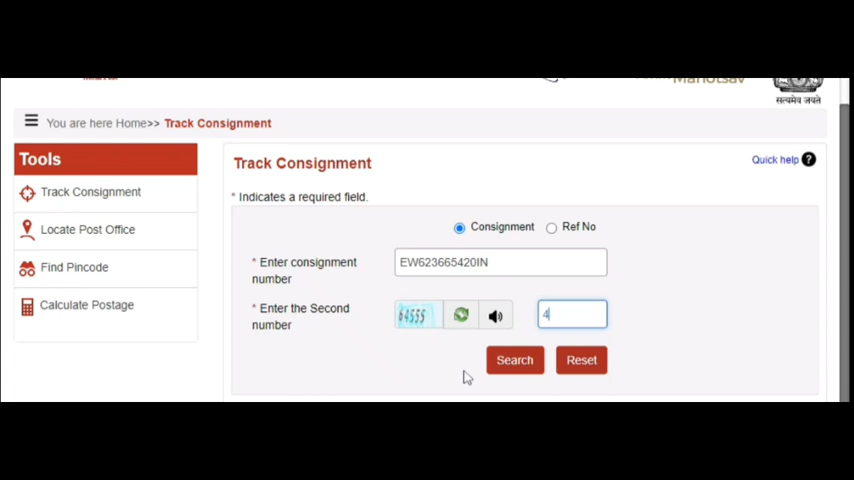 Mahotsav
सत्यमेव जयते
You are here Home>> Track Consignment
Tools
Track Consignment
Locate Post Office
Find Pincode
Calculate Postage
Track Consignment
Quick help ?
* Indicates a required field.
Consignment Ref No
* Enter consignment number
EW623665420IN
* Enter the Second number
64555
4
Search Reset